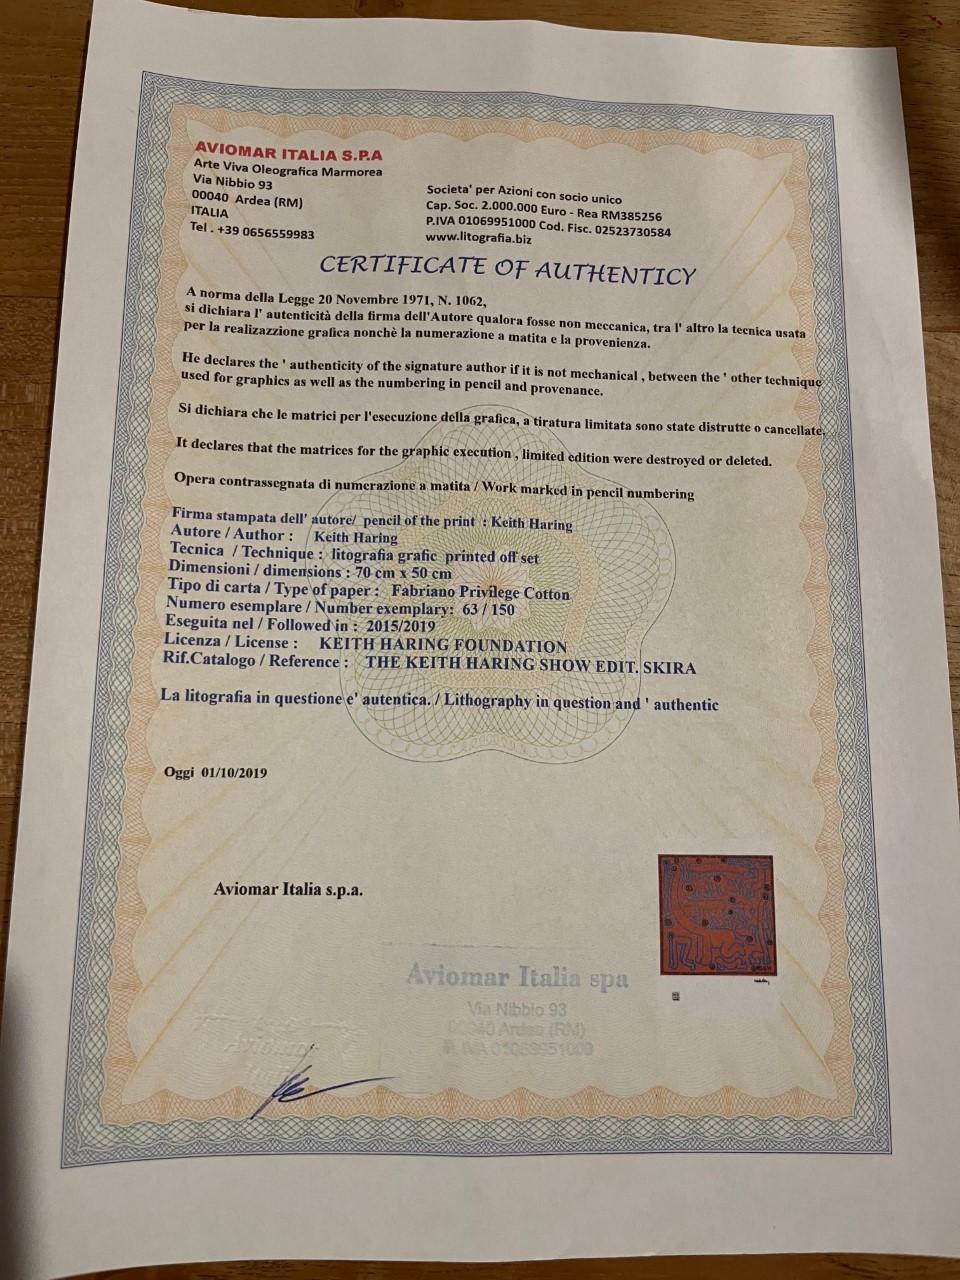 AVIOMAR ITALIA S.P.A
Arte Viva Oleografica Marmorea
Via Nibbio 93
00040 Ardea (RM)
ITALIA
Tel . +39 0656559983
Societa' per Azioni con socio unico
Cap. Soc. 2.000.000 Euro - Rea RM385256
P.IVA 01069951000 Cod. Fisc. 02523730584
www.litografia.biz
CERTIFICATE OF AUTHENTICY
A norma della Legge 20 Novembre 1971, N. 1062,
si dichiara l' autenticità della firma dell'Autore qualora fosse non meccanica, tra l' altro la tecnica usata
per la realizazzione grafica nonchè la numerazione a matita e la provenienza.
He declares the ' authenticity of the signature author if it is not mechanical , between the ' other technique
used for graphics as well as the numbering in pencil and provenance.
Si dichiara che le matrici per l'esecuzione della grafica, a tiratura limitata sono state distrutte o cancellate.
It declares that the matrices for the graphic execution , limited edition were destroyed or deleted.
Opera contrassegnata di numerazione a matita / Work marked in pencil numbering
Firma stampata dell' autore/ pencil of the print : Keith Haring
Autore / Author : Keith Haring
Tecnica / Technique : litografia grafic printed off set
Dimensioni / dimensions : 70 cm x 50 cm
Tipo di carta / Type of paper : Fabriano Privilege Cotton
Numero esemplare / Number exemplary: 63 / 150
Eseguita nel / Followed in : 2015/2019
Licenza / License : KEITH HARING FOUNDATION
Rif.Catalogo / Reference : THE KEITH HARING SHOW EDIT. SKIRA
La litografia in questione e' autentica. / Lithography in question and ' authentic
Oggi 01/10/2019
Aviomar Italia s.p.a.
Aviomar Italia spa
Via Nibbio 93
00040 Ardea (RM)
P. IVA 01069951000
Aviomar